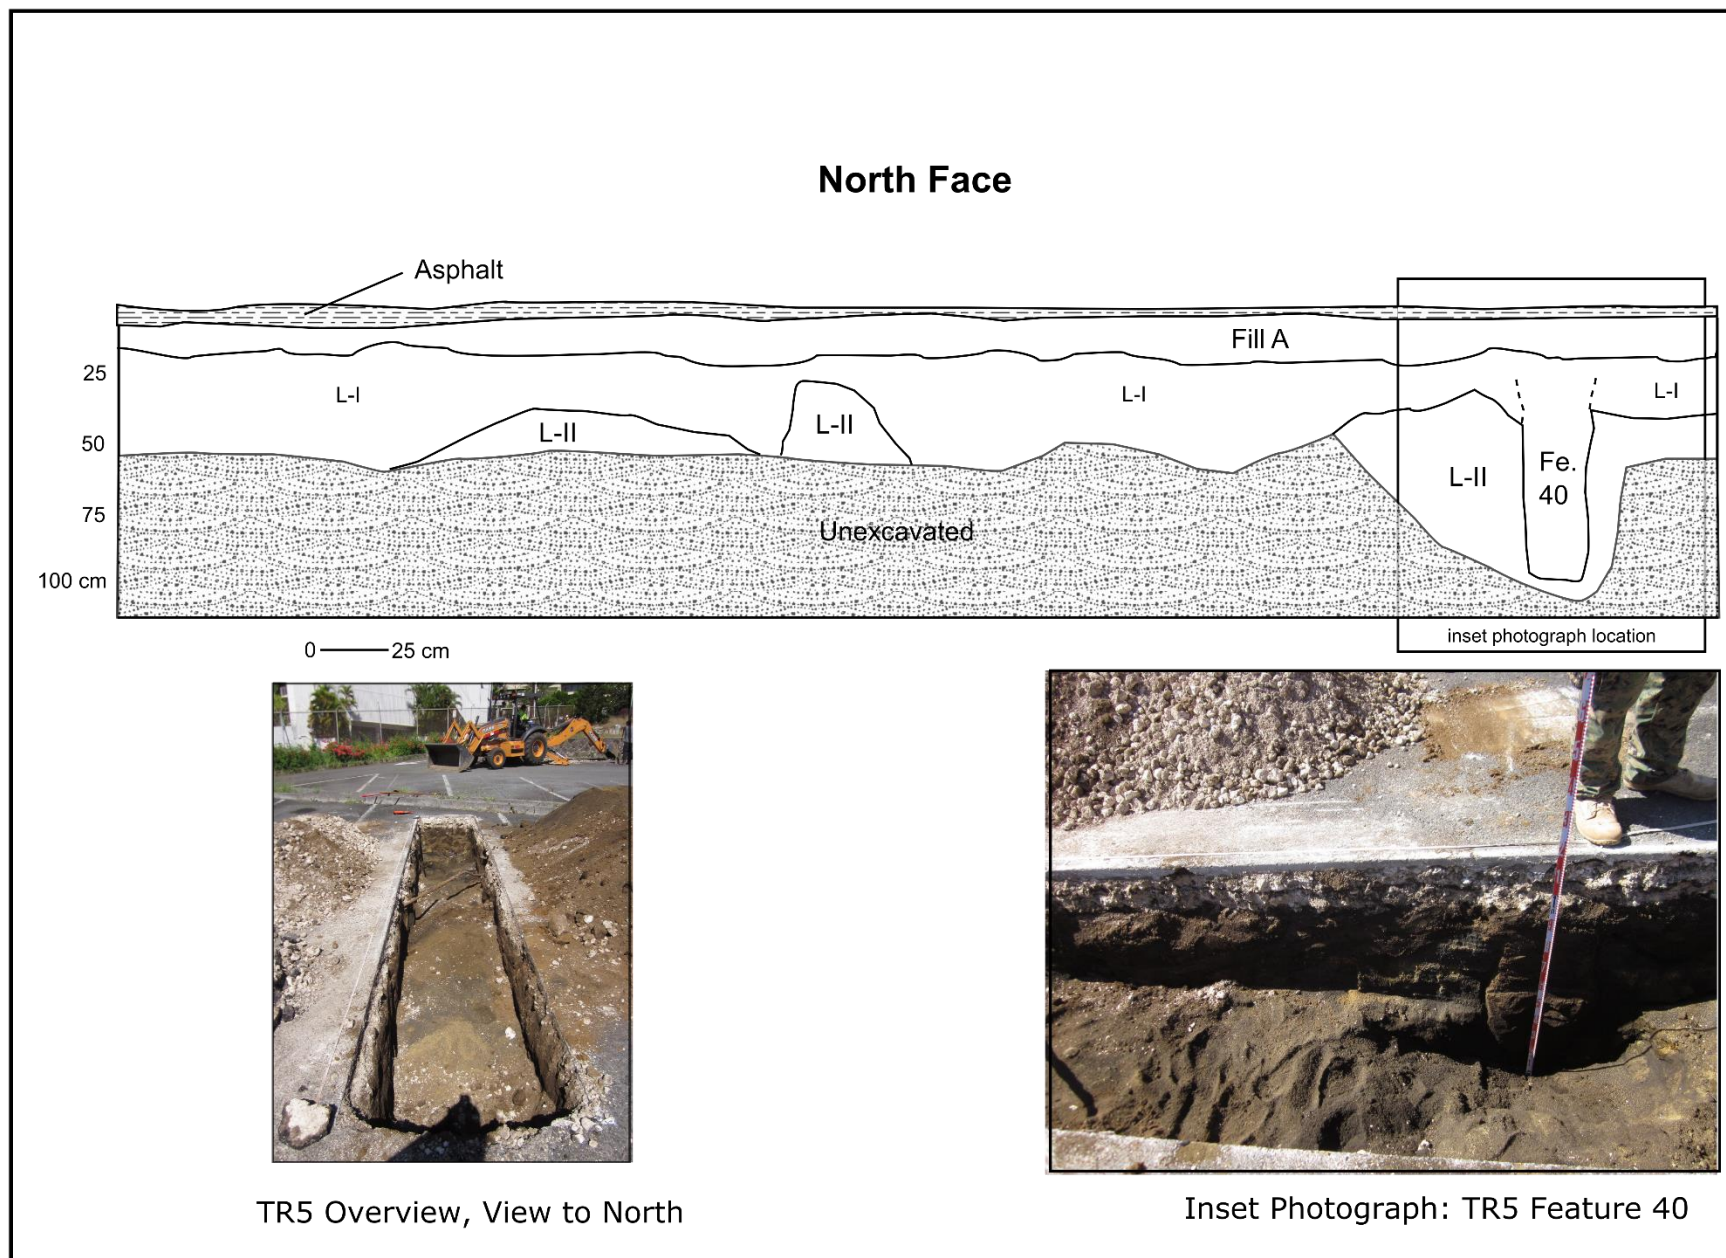 North Face
Asphalt
Fill A
25
L-I
L-I
L-I
L-II
L-II
50
Fe.
40
L-II
75
Unexcavated
100 cm
inset photograph location
0 25 cm
TR5 Overview, View to North
Inset Photograph: TR5 Feature 40